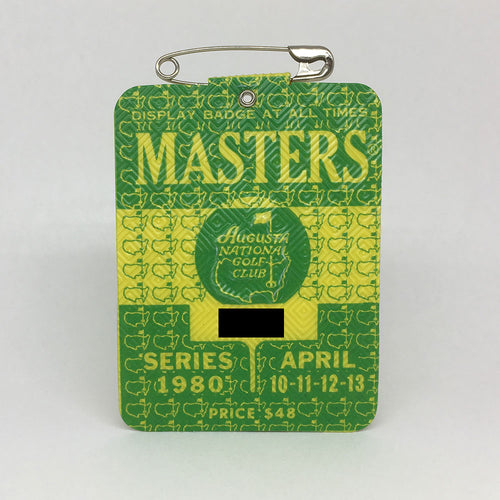 DISPLAY BADGE AT ALL TIMES
MASTERS
AUGUSTA
NATIONAL
GOLF
CLUB
SERIES APRIL
1980 10-11-12-13
PRICE $48